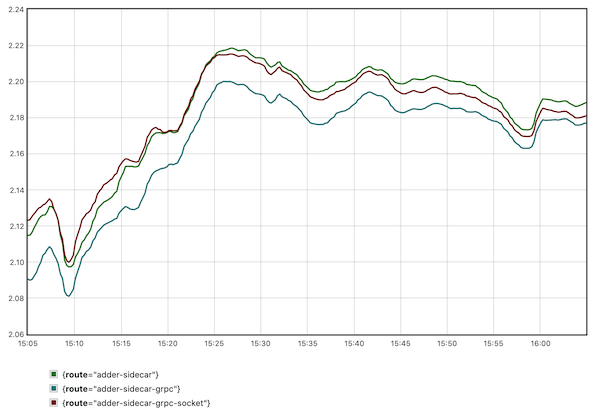 2.24
2.22
2.20
2.18
2.16
2.14
2.12
2.10
2.08
2.06
15:05 15:10 15:15 15:20 15:25 15:30 15:35 15:40 15:45 15:50 15:55 16:00
{route="adder-sidecar"}
{route="adder-sidecar-grpc"}
{route="adder-sidecar-grpc-socket"}